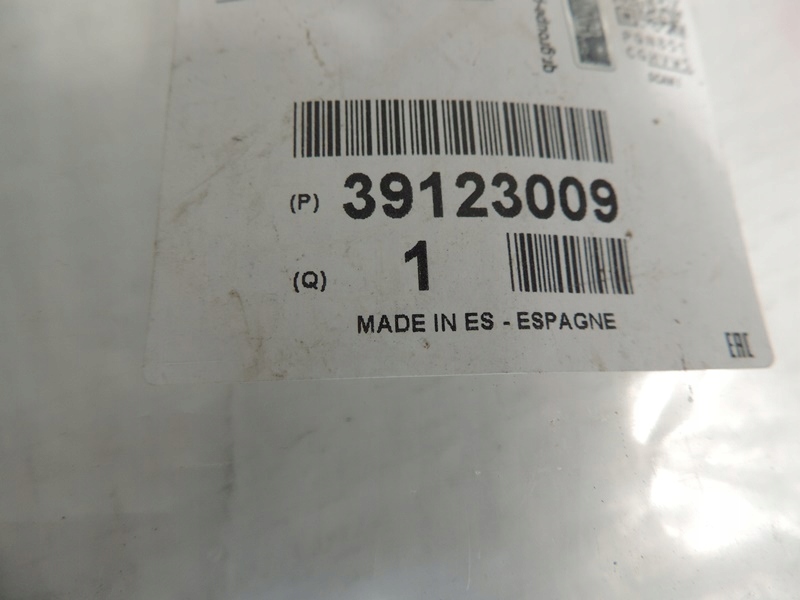 (P) 39123009
(Q) 1
MADE IN ES - ESPAGNE
EAC